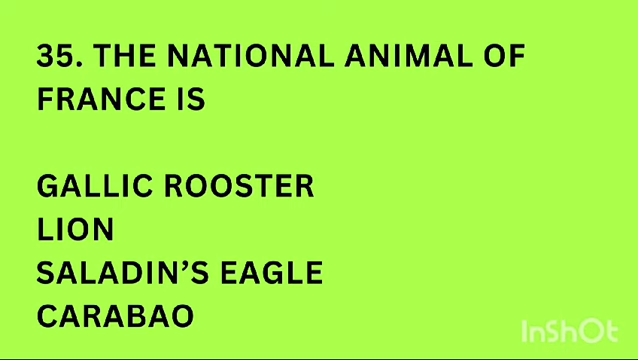 35. THE NATIONAL ANIMAL OF
FRANCE IS
GALLIC ROOSTER
LION
SALADIN’S EAGLE
CARABAO
InShOt